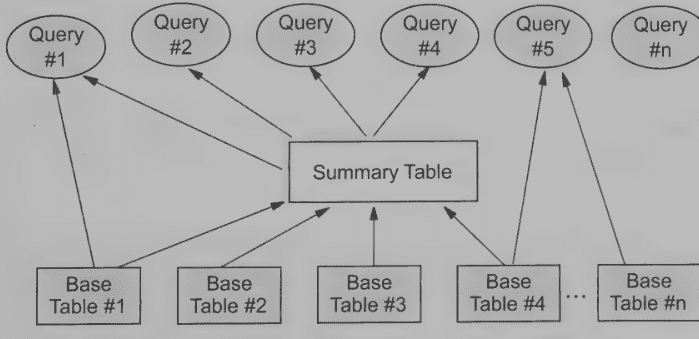 Query
#1
Query
#2
Query
#3
Query
#4
Query
#5
Query
#n
Summary Table
Base
Table #1
Base
Table #2
Base
Table #3
Base
Table #4
...
Base
Table #n